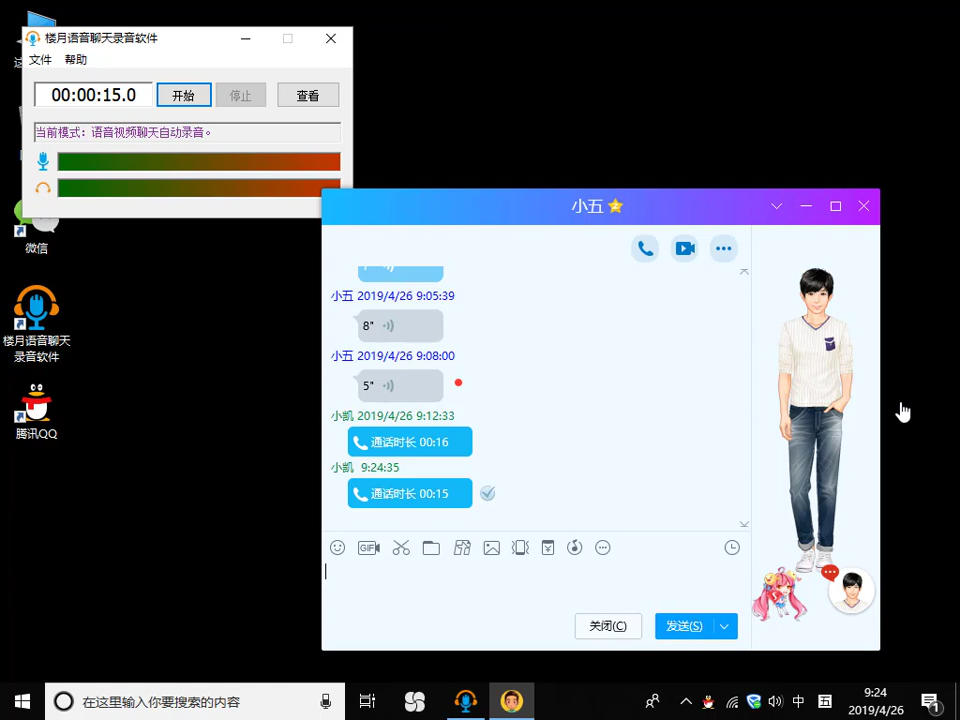 楼月语音聊天录音软件
文件 帮助
00:00:15.0 开始 停止 查看
当前模式：语音视频聊天自动录音。
微信
楼月语音聊天
录音软件
腾讯QQ
小五
小五 2019/4/26 9:05:39
8"
小五 2019/4/26 9:08:00
5"
小凯 2019/4/26 9:12:33
通话时长 00:16
小凯 9:24:35
通话时长 00:15
GIF
关闭(C) 发送(S)
在这里输入你要搜索的内容
中
9:24
2019/4/26
1